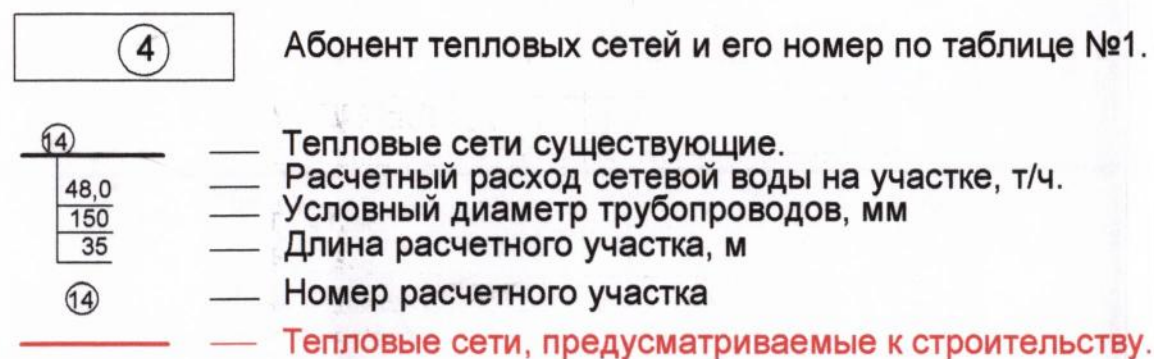 4 Абонент тепловых сетей и его номер по таблице №1.
14 — Тепловые сети существующие.
48,0 — Расчетный расход сетевой воды на участке, т/ч.
150 — Условный диаметр трубопроводов, мм
35 — Длина расчетного участка, м
14 — Номер расчетного участка
— Тепловые сети, предусматриваемые к строительству.